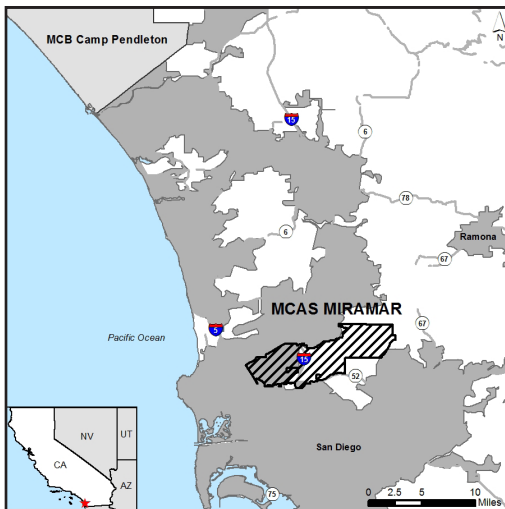 MCB Camp Pendleton
N
15
6
78
Ramona
6
67
MCAS MIRAMAR
5
67
Pacific Ocean
15
52
NV
UT
CA
AZ
San Diego
75
0 2.5 5 10
Miles